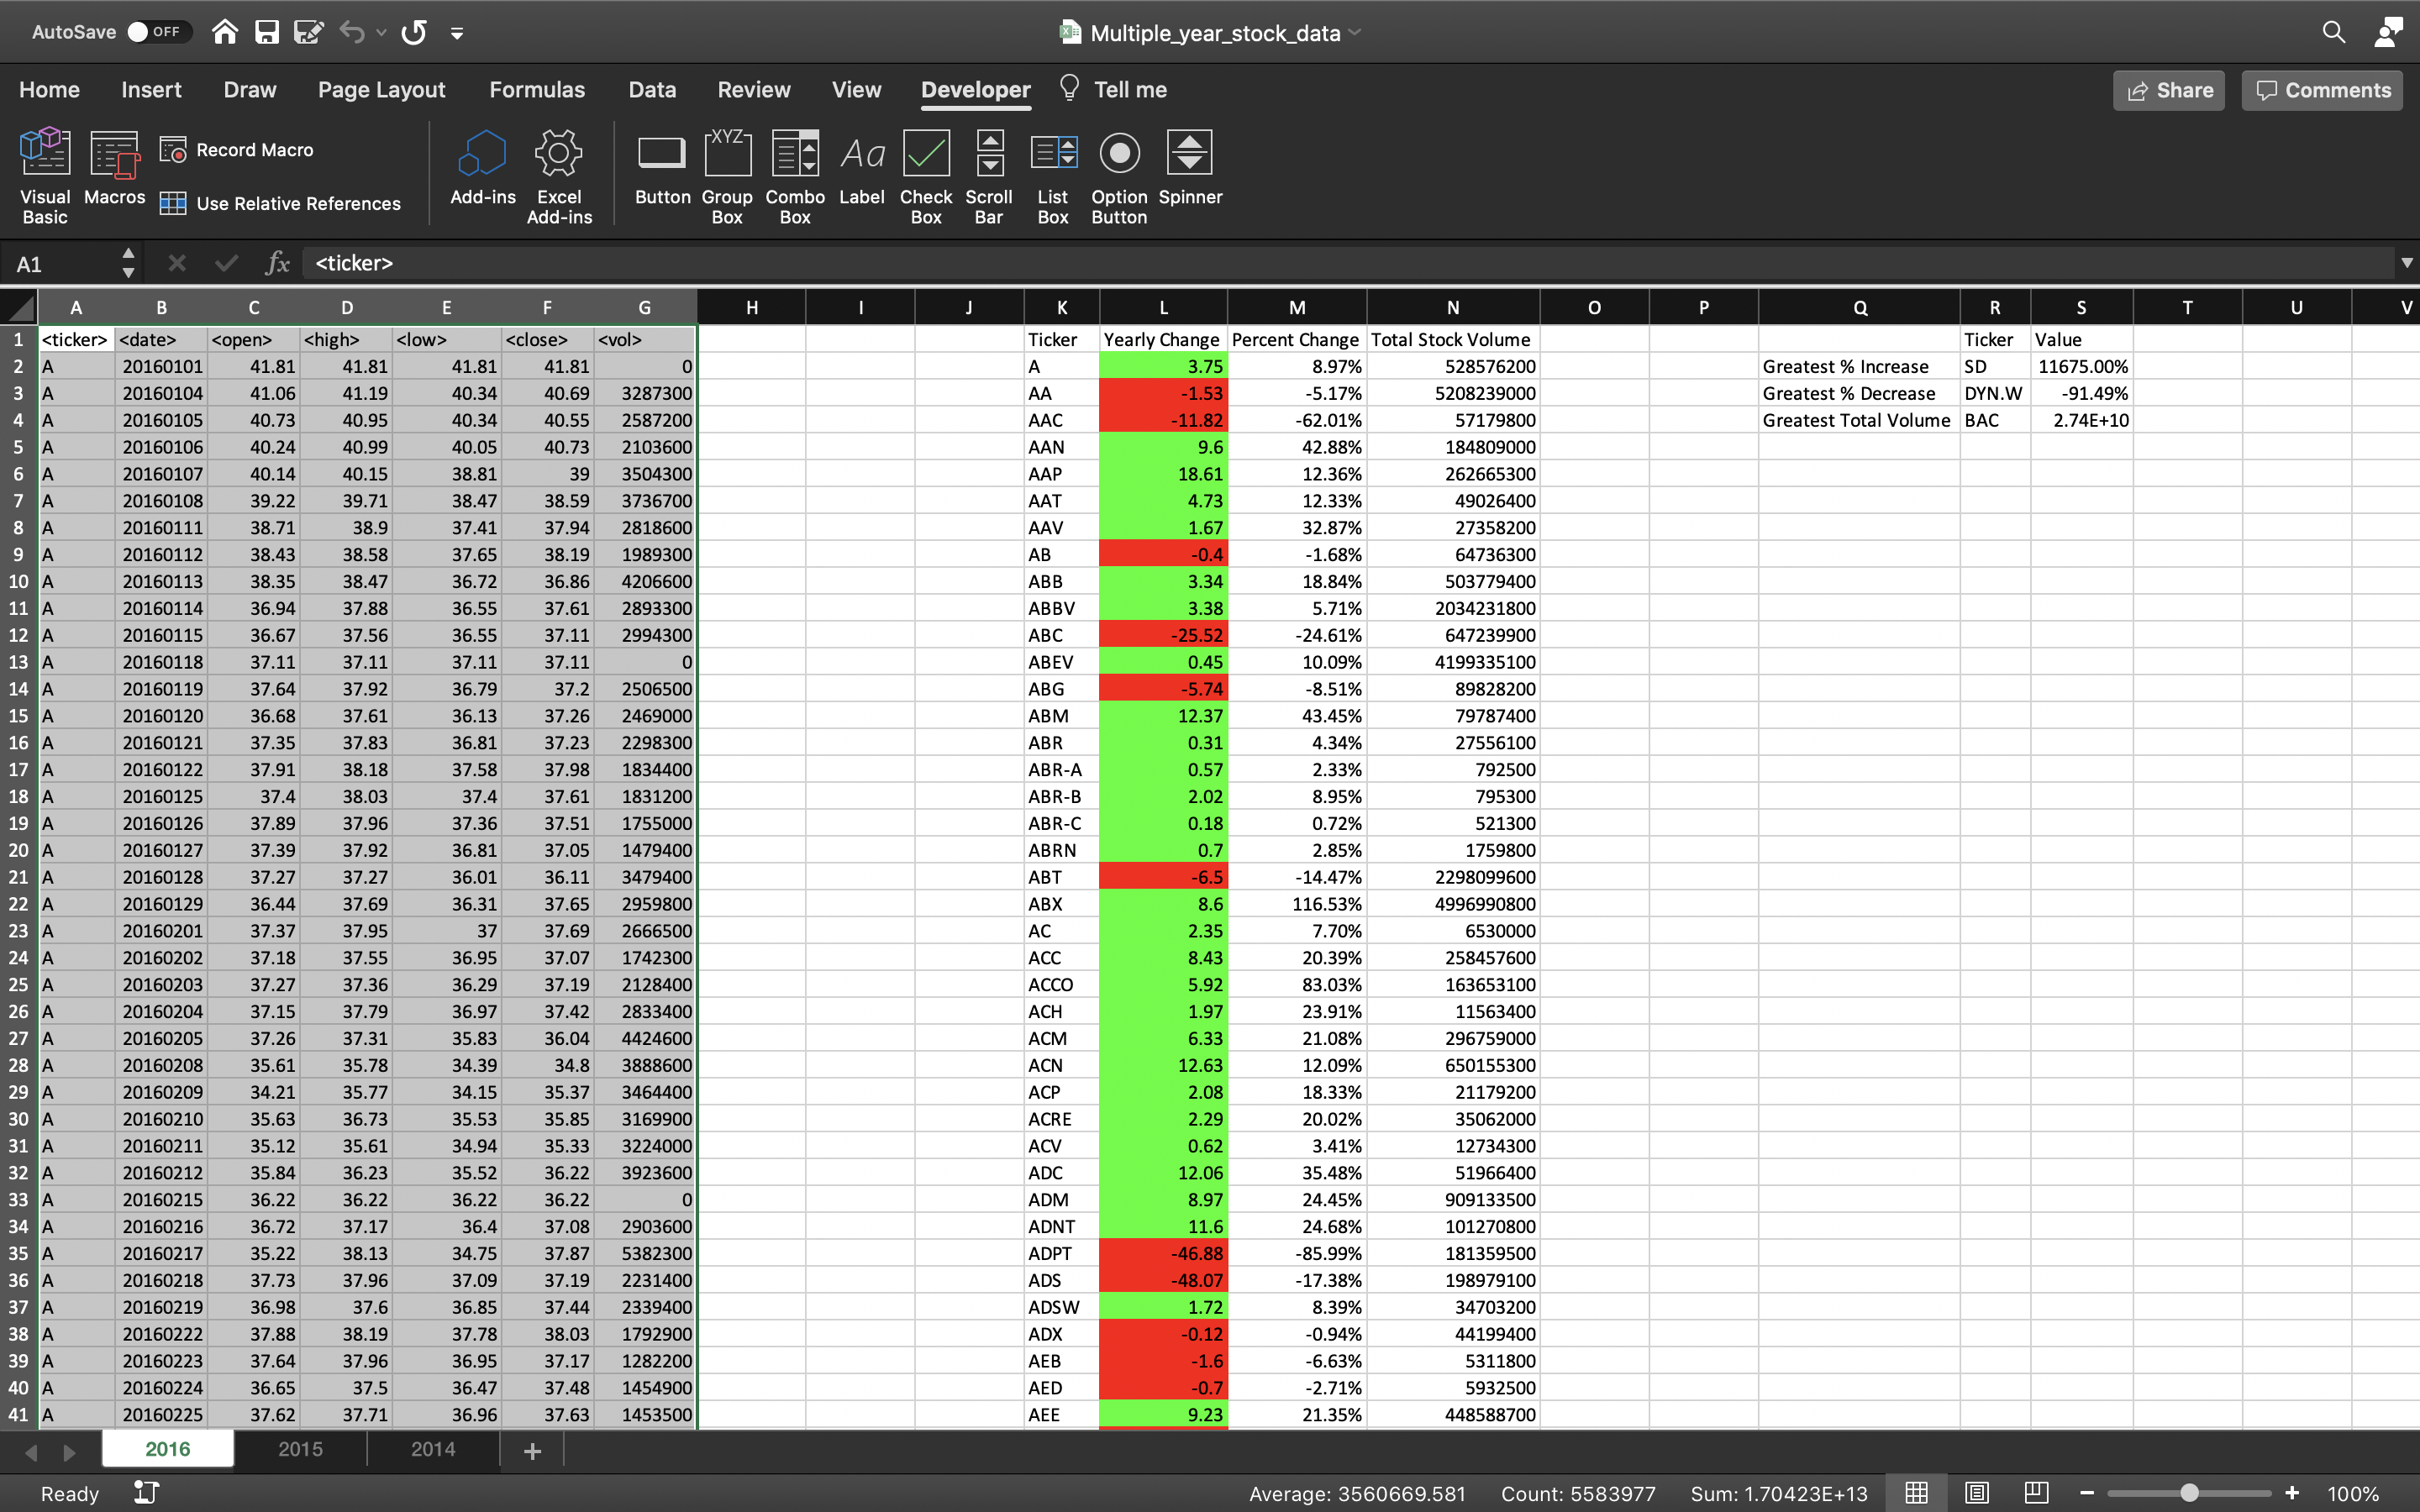 AutoSave OFF Multiple_year_stock_data
Home Insert Draw Page Layout Formulas Data Review View Developer Tell me Share Comments
Visual Basic Macros Record Macro Use Relative References Add-ins Excel Add-ins Button XYZ Group Box Combo Box Aa Label Check Box Scroll Bar List Box Option Button Spinner
A1 fx <ticker>
A B C D E F G H I J K L M N O P Q R S T U V
1 <ticker> <date> <open> <high> <low> <close> <vol> Ticker Yearly Change Percent Change Total Stock Volume Ticker Value
2 A 20160101 41.81 41.81 41.81 41.81 0 A 3.75 8.97% 528576200 Greatest % Increase SD 11675.00%
3 A 20160104 41.06 41.19 40.34 40.69 3287300 AA -1.53 -5.17% 5208239000 Greatest % Decrease DYN.W -91.49%
4 A 20160105 40.73 40.95 40.34 40.55 2587200 AAC -11.82 -62.01% 57179800 Greatest Total Volume BAC 2.74E+10
5 A 20160106 40.24 40.99 40.05 40.73 2103600 AAN 9.6 42.88% 184809000
6 A 20160107 40.14 40.15 38.81 39 3504300 AAP 18.61 12.36% 262665300
7 A 20160108 39.22 39.71 38.47 38.59 3736700 AAT 4.73 12.33% 49026400
8 A 20160111 38.71 38.9 37.41 37.94 2818600 AAV 1.67 32.87% 27358200
9 A 20160112 38.43 38.58 37.65 38.19 1989300 AB -0.4 -1.68% 64736300
10 A 20160113 38.35 38.47 36.72 36.86 4206600 ABB 3.34 18.84% 503779400
11 A 20160114 36.94 37.88 36.55 37.61 2893300 ABBV 3.38 5.71% 2034231800
12 A 20160115 36.67 37.56 36.55 37.11 2994300 ABC -25.52 -24.61% 647239900
13 A 20160118 37.11 37.11 37.11 37.11 0 ABEV 0.45 10.09% 4199335100
14 A 20160119 37.64 37.92 36.79 37.2 2506500 ABG -5.74 -8.51% 89828200
15 A 20160120 36.68 37.61 36.13 37.26 2469000 ABM 12.37 43.45% 79787400
16 A 20160121 37.35 37.83 36.81 37.23 2298300 ABR 0.31 4.34% 27556100
17 A 20160122 37.91 38.18 37.58 37.98 1834400 ABR-A 0.57 2.33% 792500
18 A 20160125 37.4 38.03 37.4 37.61 1831200 ABR-B 2.02 8.95% 795300
19 A 20160126 37.89 37.96 37.36 37.51 1755000 ABR-C 0.18 0.72% 521300
20 A 20160127 37.39 37.92 36.81 37.05 1479400 ABRN 0.7 2.85% 1759800
21 A 20160128 37.27 37.27 36.01 36.11 3479400 ABT -6.5 -14.47% 2298099600
22 A 20160129 36.44 37.69 36.31 37.65 2959800 ABX 8.6 116.53% 4996990800
23 A 20160201 37.37 37.95 37 37.69 2666500 AC 2.35 7.70% 6530000
24 A 20160202 37.18 37.55 36.95 37.07 1742300 ACC 8.43 20.39% 258457600
25 A 20160203 37.27 37.36 36.29 37.19 2128400 ACCO 5.92 83.03% 163653100
26 A 20160204 37.15 37.79 36.97 37.42 2833400 ACH 1.97 23.91% 11563400
27 A 20160205 37.26 37.31 35.83 36.04 4424600 ACM 6.33 21.08% 296759000
28 A 20160208 35.61 35.78 34.39 34.8 3888600 ACN 12.63 12.09% 650155300
29 A 20160209 34.21 35.77 34.15 35.37 3464400 ACP 2.08 18.33% 21179200
30 A 20160210 35.63 36.73 35.53 35.85 3169900 ACRE 2.29 20.02% 35062000
31 A 20160211 35.12 35.61 34.94 35.33 3224000 ACV 0.62 3.41% 12734300
32 A 20160212 35.84 36.23 35.52 36.22 3923600 ADC 12.06 35.48% 51966400
33 A 20160215 36.22 36.22 36.22 36.22 0 ADM 8.97 24.45% 909133500
34 A 20160216 36.72 37.17 36.4 37.08 2903600 ADNT 11.6 24.68% 101270800
35 A 20160217 35.22 38.13 34.75 37.87 5382300 ADPT -46.88 -85.99% 181359500
36 A 20160218 37.73 37.96 37.09 37.19 2231400 ADS -48.07 -17.38% 198979100
37 A 20160219 36.98 37.6 36.85 37.44 2339400 ADSW 1.72 8.39% 34703200
38 A 20160222 37.88 38.19 37.78 38.03 1792900 ADX -0.12 -0.94% 44199400
39 A 20160223 37.64 37.96 36.95 37.17 1282200 AEB -1.6 -6.63% 5311800
40 A 20160224 36.65 37.5 36.47 37.48 1454900 AED -0.7 -2.71% 5932500
41 A 20160225 37.62 37.71 36.96 37.63 1453500 AEE 9.23 21.35% 448588700
2016 2015 2014 +
Ready Average: 3560669.581 Count: 5583977 Sum: 1.70423E+13 − + 100%